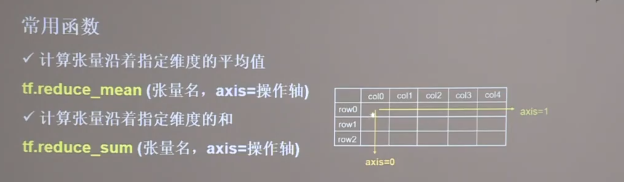 常用函数
✓ 计算张量沿着指定维度的平均值
tf.reduce_mean (张量名，axis=操作轴)
✓ 计算张量沿着指定维度的和
tf.reduce_sum (张量名，axis=操作轴)
col0 col1 col2 col3 col4
row0
axis=1
row1
row2
axis=0